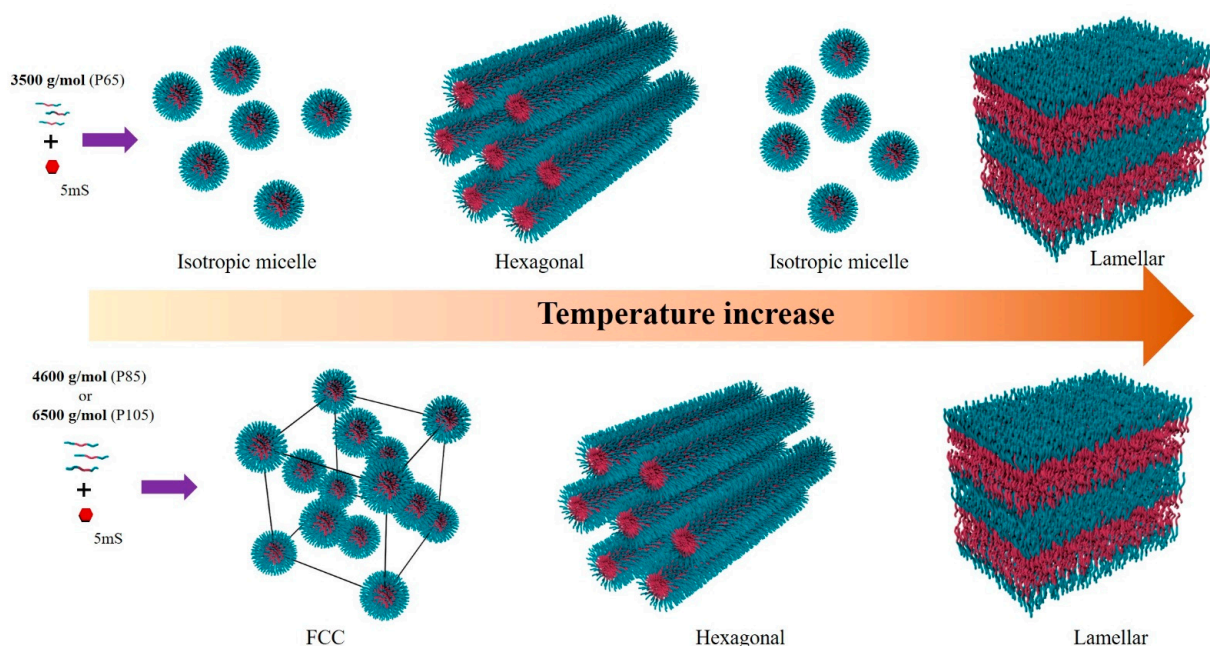 3500 g/mol (P65)
+
5mS
Isotropic micelle
Hexagonal
Isotropic micelle
Lamellar
Temperature increase
4600 g/mol (P85)
or
6500 g/mol (P105)
+
5mS
FCC
Hexagonal
Lamellar